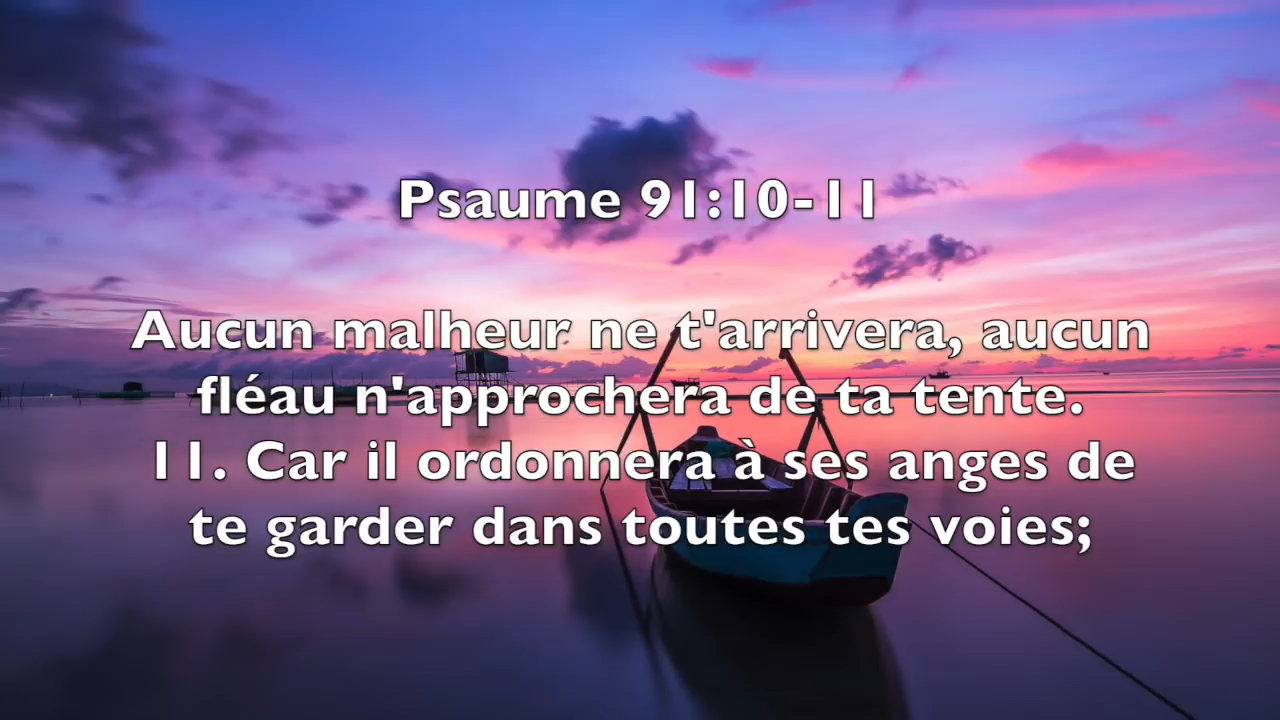 Psaume 91:10-11
Aucun malheur ne t'arrivera, aucun
fléau n'approchera de ta tente.
11. Car il ordonnera à ses anges de
te garder dans toutes tes voies;